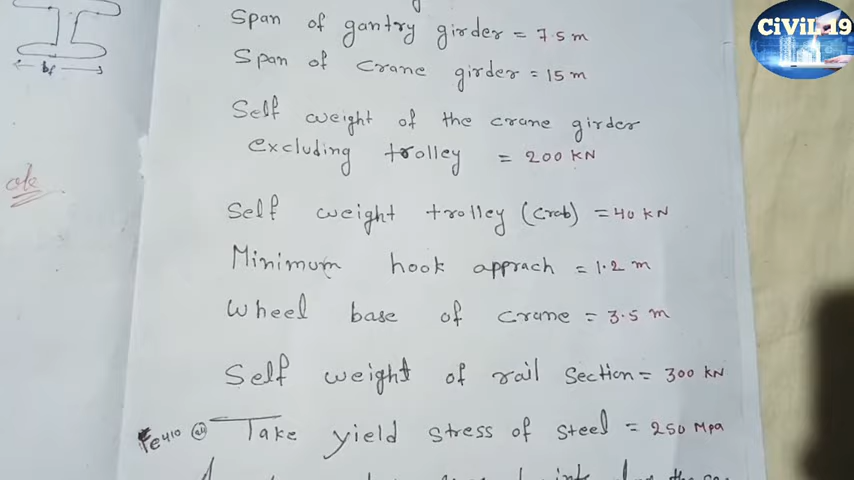 CiViL 19
Span of gantry girder = 7.5 m
Span of crane girder = 15 m
bf
Self weight of the crane girder
excluding trolley = 200 KN
Self weight trolley (crab) = 40 KN
Minimum hook apprach = 1.2 m
Wheel base of crane = 3.5 m
Self weight of rail section = 300 KN
Fe410 Take yield stress of steel = 250 Mpa